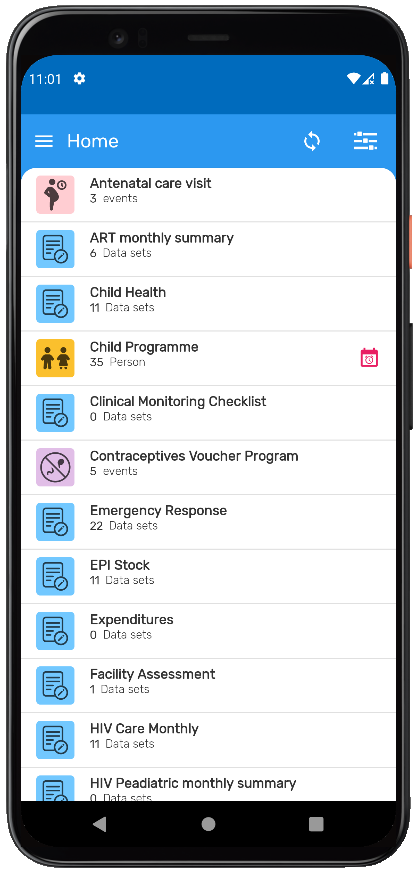 11:01
Home
Antenatal care visit
3 events
ART monthly summary
6 Data sets
Child Health
11 Data sets
Child Programme
35 Person
Clinical Monitoring Checklist
0 Data sets
Contraceptives Voucher Program
5 events
Emergency Response
22 Data sets
EPI Stock
11 Data sets
Expenditures
0 Data sets
Facility Assessment
1 Data sets
HIV Care Monthly
11 Data sets
HIV Peadiatric monthly summary
0 Data sets